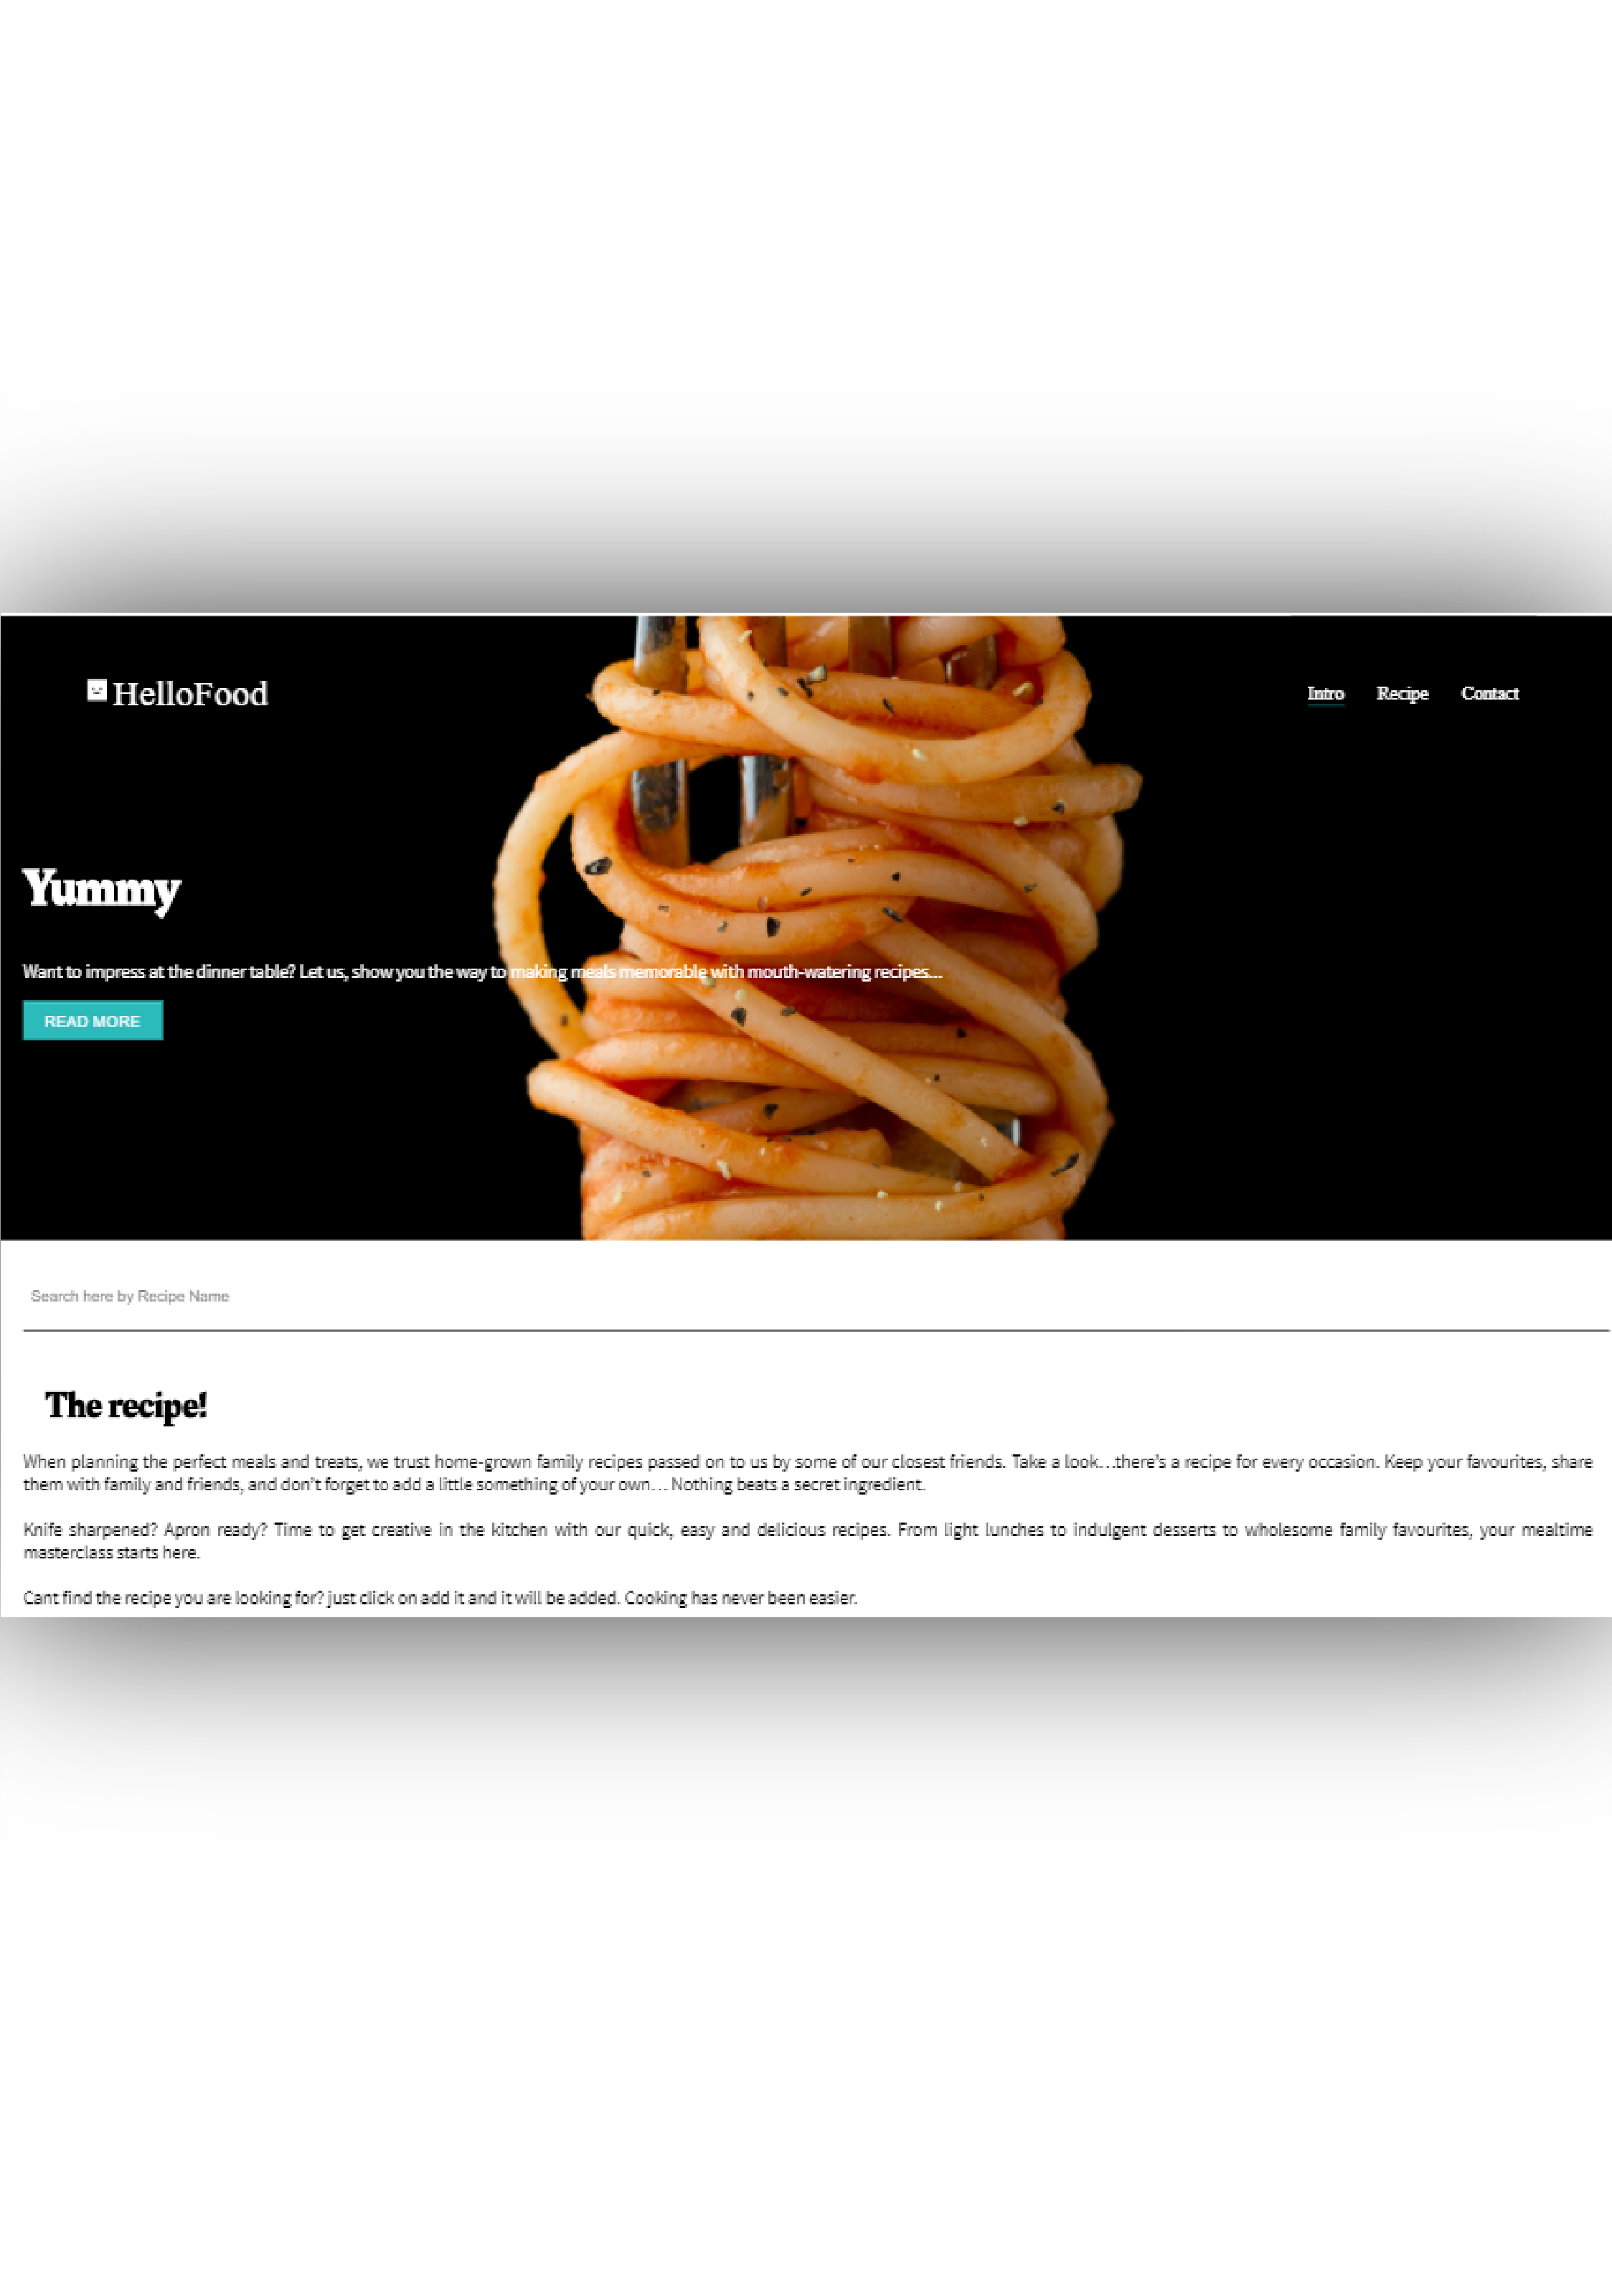 HelloFood
Intro Recipe Contact
Yummy
Want to impress at the dinner table? Let us, show you the way to making meals memorable with mouth-watering recipes...
READ MORE
Search here by Recipe Name
The recipe!
When planning the perfect meals and treats, we trust home-grown family recipes passed on to us by some of our closest friends. Take a look…there’s a recipe for every occasion. Keep your favourites, share
them with family and friends, and don’t forget to add a little something of your own… Nothing beats a secret ingredient.
Knife sharpened? Apron ready? Time to get creative in the kitchen with our quick, easy and delicious recipes. From light lunches to indulgent desserts to wholesome family favourites, your mealtime
masterclass starts here.
Cant find the recipe you are looking for? just click on add it and it will be added. Cooking has never been easier.